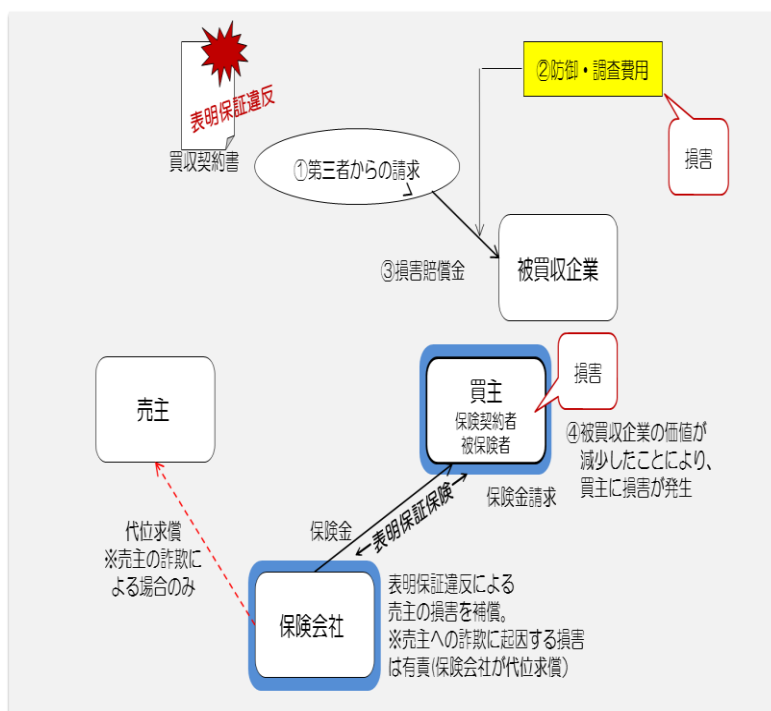 表明保証違反
買収契約書
②防御・調査費用
損害
①第三者からの請求
③損害賠償金
被買収企業
売主
買主
保険契約者
被保険者
損害
④被買収企業の価値が
減少したことにより、
買主に損害が発生
保険金請求
表明保証保険
保険金
代位求償
※売主の詐欺に
よる場合のみ
保険会社
表明保証違反による
売主の損害を補償。
※売主への詐欺に起因する損害
は有責(保険会社が代位求償)